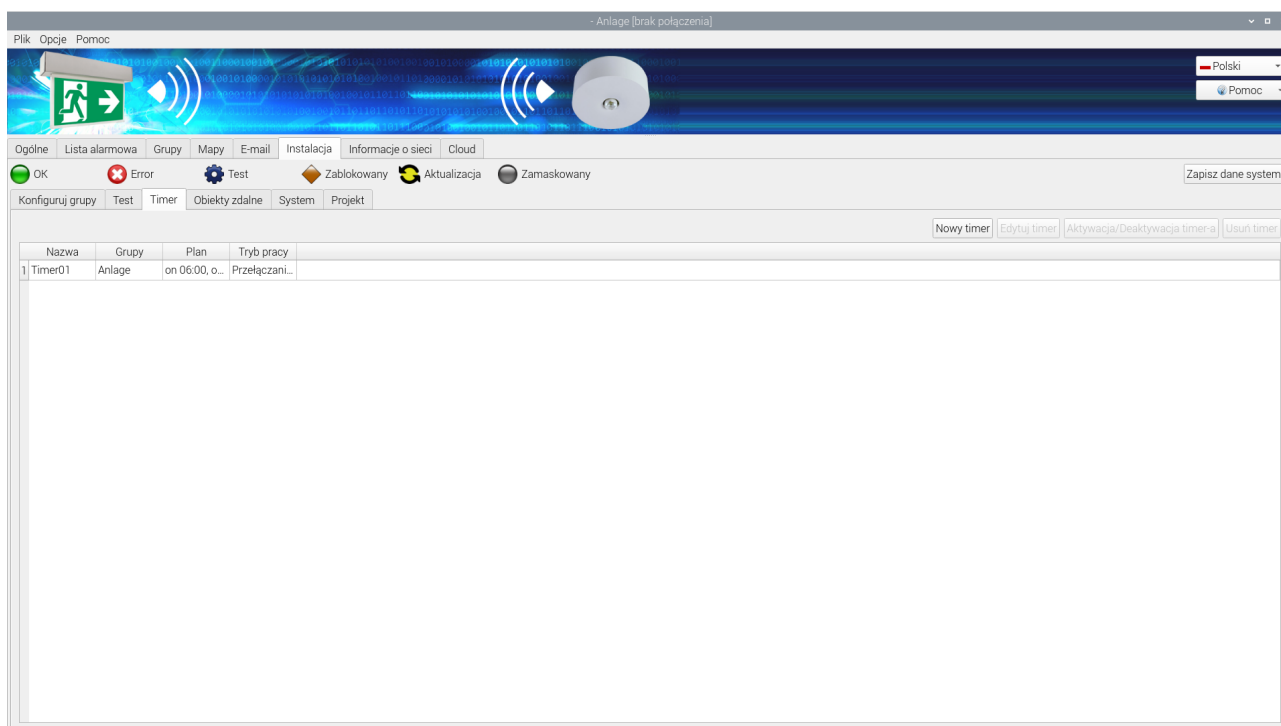 - Anlage [brak połączenia]
Plik Opcje Pomoc
Polski
Pomoc
Ogólne Lista alarmowa Grupy Mapy E-mail Instalacja Informacje o sieci Cloud
OK Error Test Zablokowany Aktualizacja Zamaskowany Zapisz dane system
Konfiguruj grupy Test Timer Obiekty zdalne System Projekt
Nowy timer Edytuj timer Aktywacja/Deaktywacja timer-a Usuń timer
Nazwa Grupy Plan Tryb pracy
1 Timer01 Anlage on 06:00, o... Przełączani...